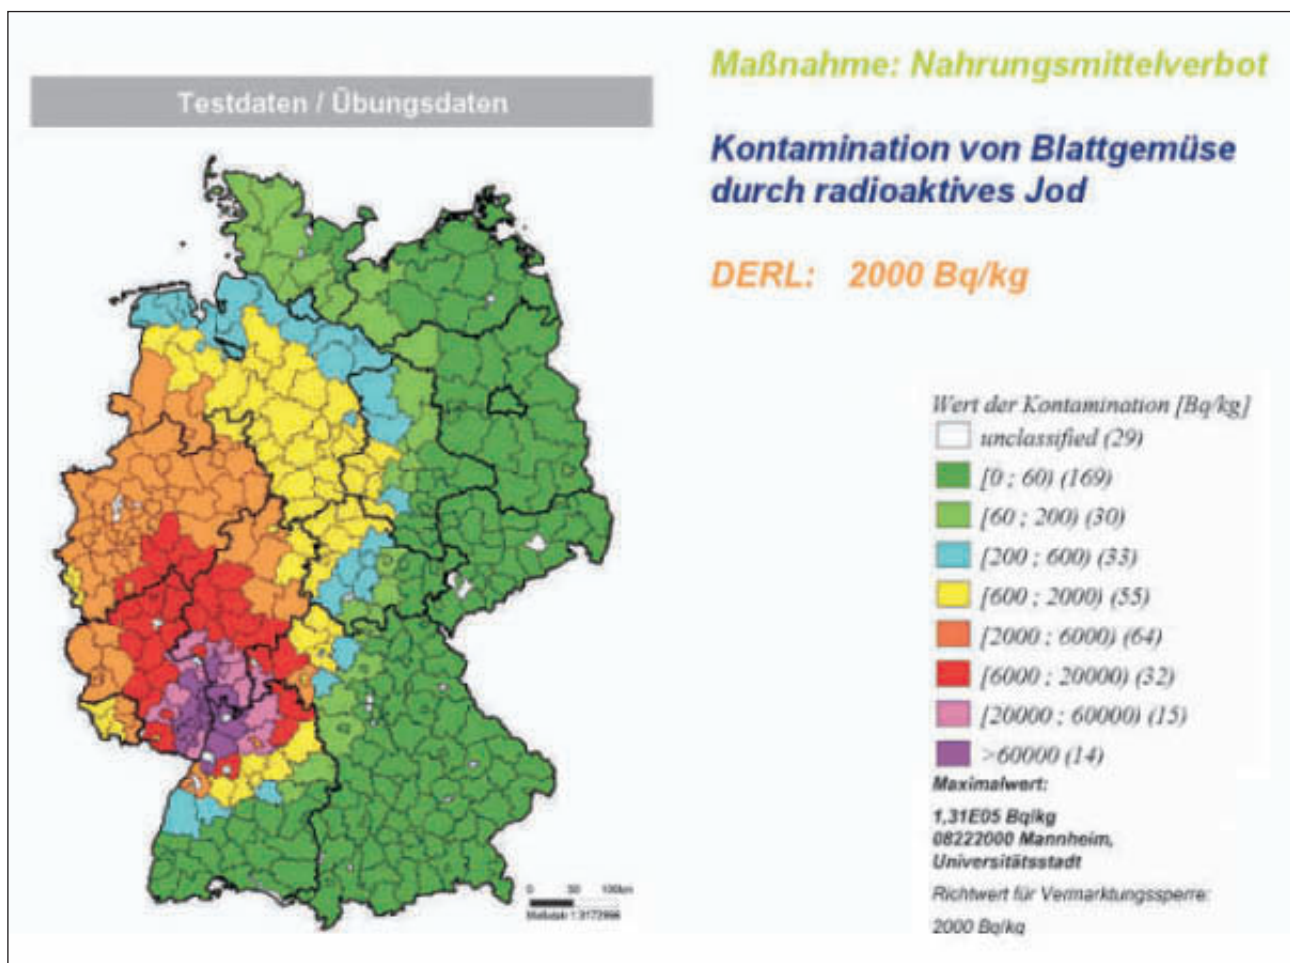 Testdaten / Übungsdaten
Maßnahme: Nahrungsmittelverbot
Kontamination von Blattgemüse
durch radioaktives Jod
DERL: 2000 Bq/kg
Wert der Kontamination [Bq/kg]
unclassified (29)
[0 ; 60) (169)
[60 ; 200) (30)
[200 ; 600) (33)
[600 ; 2000) (55)
[2000 ; 6000) (64)
[6000 ; 20000) (32)
[20000 ; 60000) (15)
>60000 (14)
Maximalwert:
1,31E05 Bq/kg
08222000 Mannheim,
Universitätsstadt
Richtwert für Vermarktungssperre:
2000 Bq/kg
0 50 100km
Maßstab